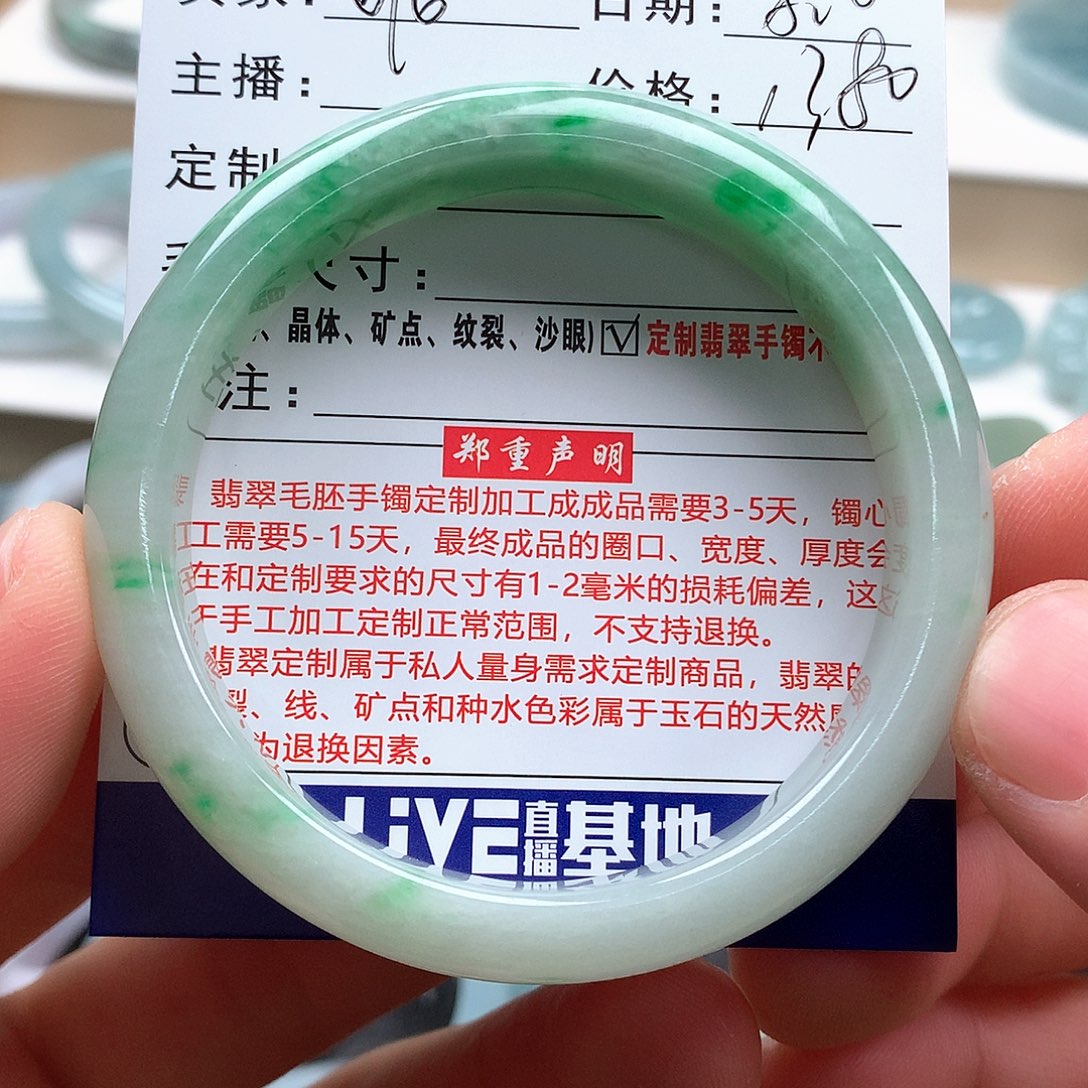 日期：
主播：
价格：1380
定制
尺寸：
、晶体、矿点、纹裂、沙眼)☑定制翡翠手镯不
注：
郑重声明
翡翠毛胚手镯定制加工成成品需要3-5天，镯心
工需要5-15天，最终成品的圈口、宽度、厚度会
在和定制要求的尺寸有1-2毫米的损耗偏差，这
手工加工定制正常范围，不支持退换。
翡翠定制属于私人量身需求定制商品，翡翠的
裂、线、矿点和种水色彩属于玉石的天然
为退换因素。
LiVE直播基地